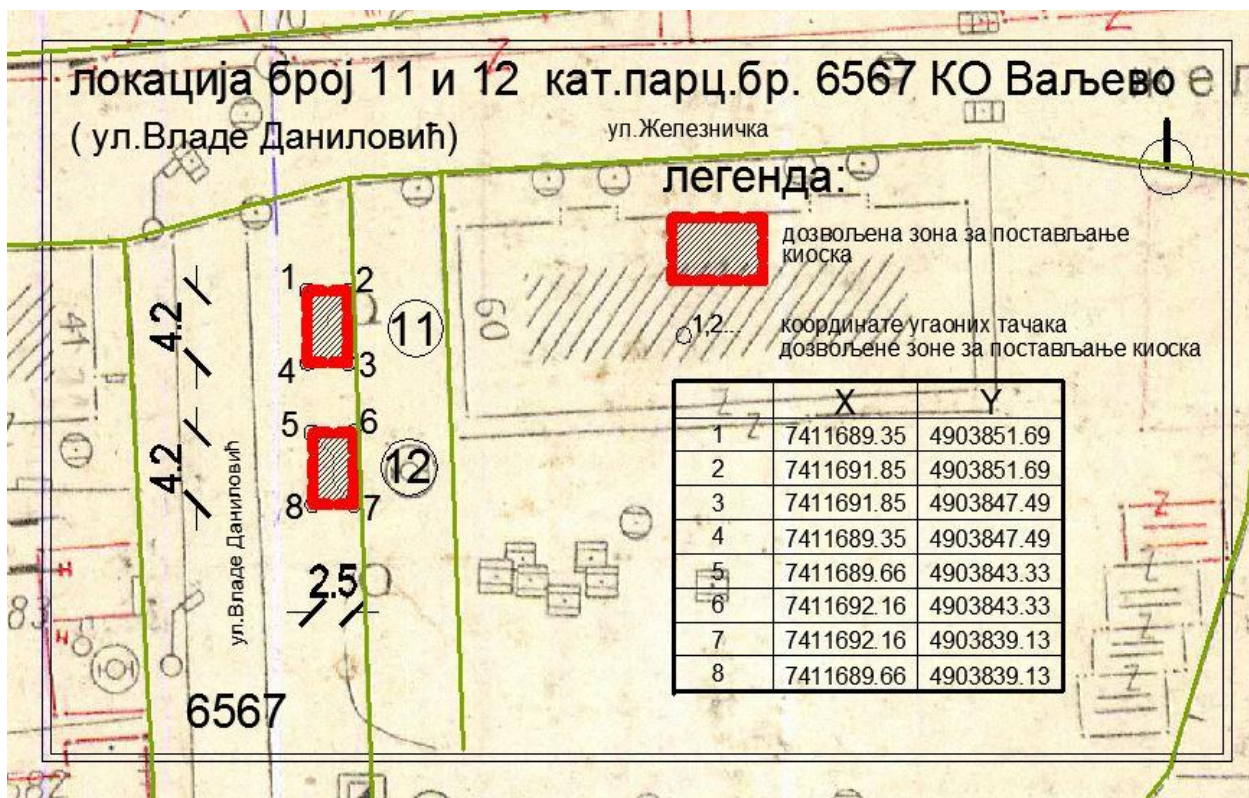 локација број 11 и 12 кат.парц.бр. 6567 КО Ваљево
( ул.Владе Даниловић)
ул.Железничка
легенда:
дозвољена зона за постављање
киоска
1,2...
координате угаоних тачака
дозвољене зоне за постављање киоска
1 2
4.2
11
4 3
5 6
4.2
12
8 7
ул.Владе Даниловић
2.5
6567
60
41
83
82
X Y
1 7411689.35 4903851.69
2 7411691.85 4903851.69
3 7411691.85 4903847.49
4 7411689.35 4903847.49
5 7411689.66 4903843.33
6 7411692.16 4903843.33
7 7411692.16 4903839.13
8 7411689.66 4903839.13